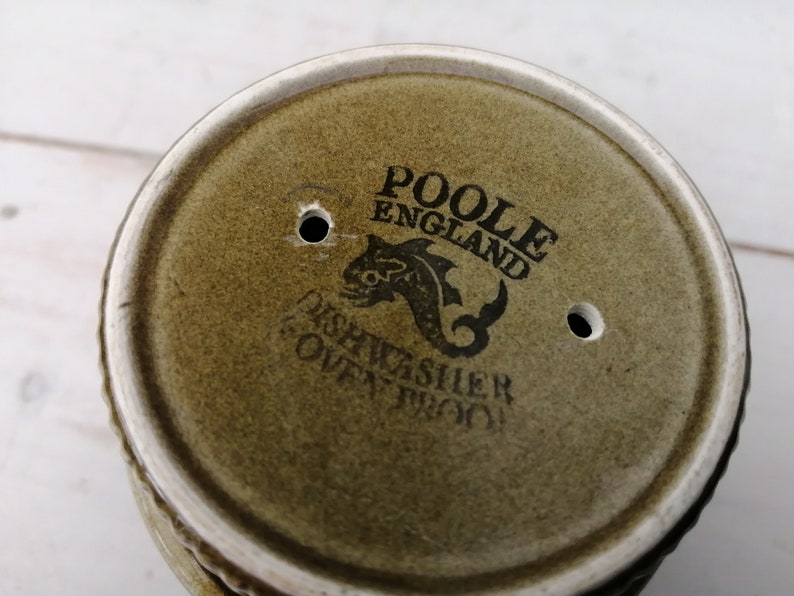 POOLE
ENGLAND
DISHWASHER
& OVEN PROOF